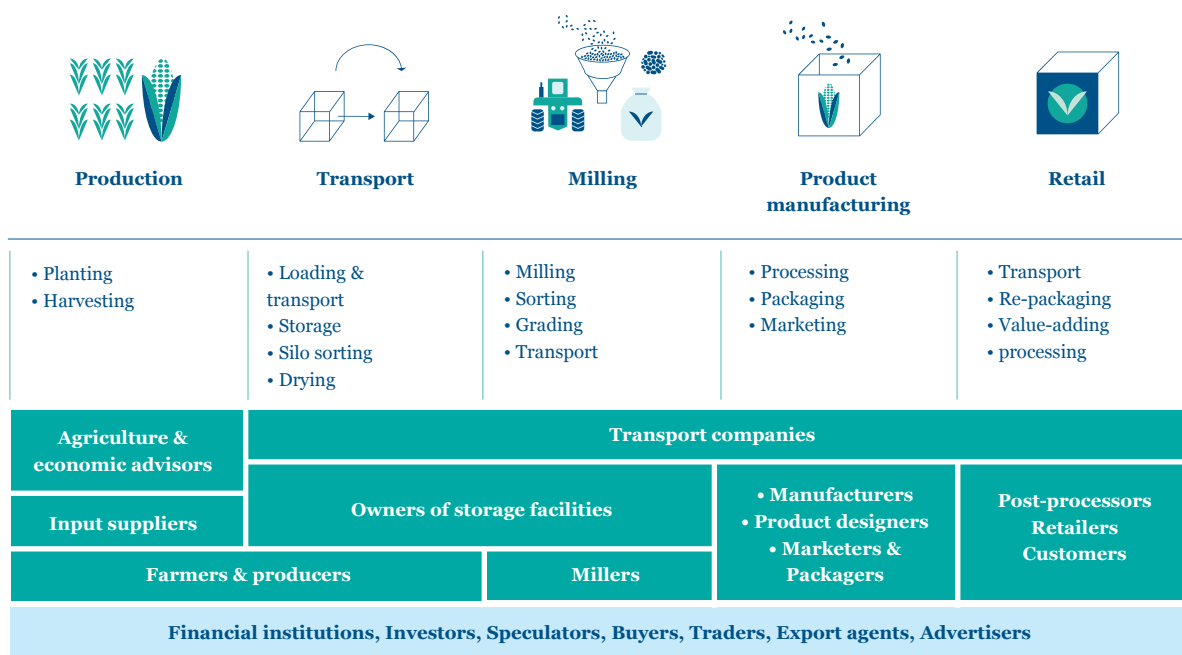 Production
Transport
Milling
Product
manufacturing
Retail
• Planting
• Harvesting
• Loading &
transport
• Storage
• Silo sorting
• Drying
• Milling
• Sorting
• Grading
• Transport
• Processing
• Packaging
• Marketing
• Transport
• Re-packaging
• Value-adding
• processing
Agriculture &
economic advisors
Transport companies
Input suppliers
Owners of storage facilities
• Manufacturers
• Product designers
• Marketers &
Packagers
Post-processors
Retailers
Customers
Farmers & producers
Millers
Financial institutions, Investors, Speculators, Buyers, Traders, Export agents, Advertisers